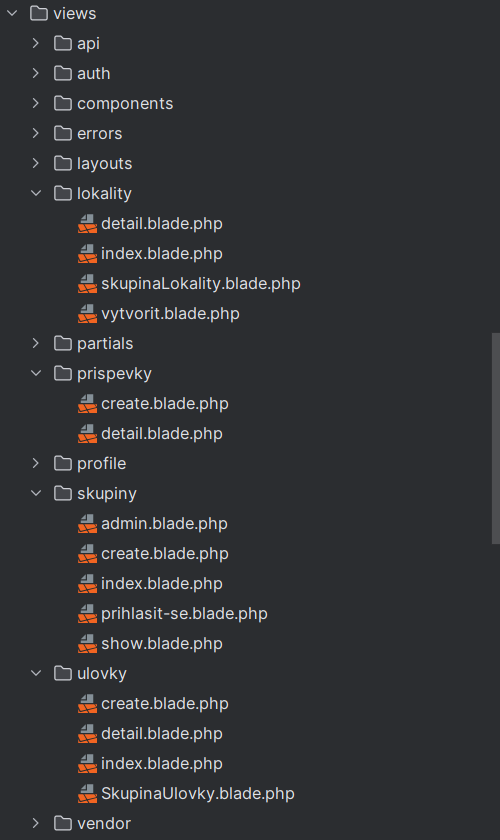 views
api
auth
components
errors
layouts
lokality
detail.blade.php
index.blade.php
skupinaLokality.blade.php
vytvorit.blade.php
partials
prispevky
create.blade.php
detail.blade.php
profile
skupiny
admin.blade.php
create.blade.php
index.blade.php
prihlasit-se.blade.php
show.blade.php
ulovky
create.blade.php
detail.blade.php
index.blade.php
SkupinaUlovky.blade.php
vendor